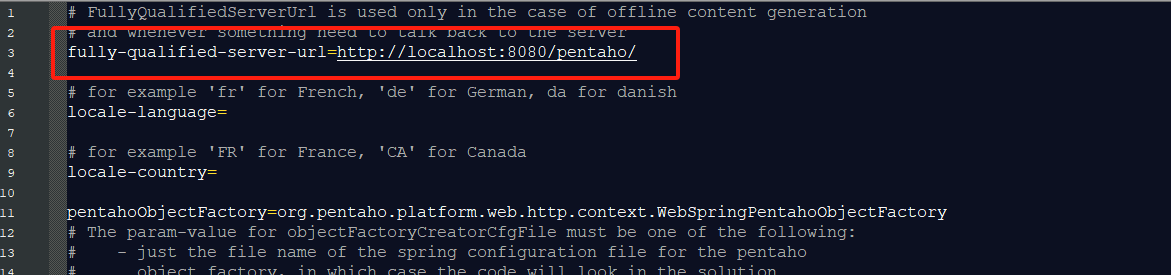 1 # FullyQualifiedServerUrl is used only in the case of offline content generation
2 # and whenever something need to talk back to the server
3 fully-qualified-server-url=http://localhost:8080/pentaho/
4
5 # for example 'fr' for French, 'de' for German, da for danish
6 locale-language=
7
8 # for example 'FR' for France, 'CA' for Canada
9 locale-country=
10
11 pentahoObjectFactory=org.pentaho.platform.web.http.context.WebSpringPentahoObjectFactory
12 # The param-value for objectFactoryCreatorCfgFile must be one of the following:
13 #    - just the file name of the spring configuration file for the pentaho
14 #      object factory, in which case the code will look in the solution